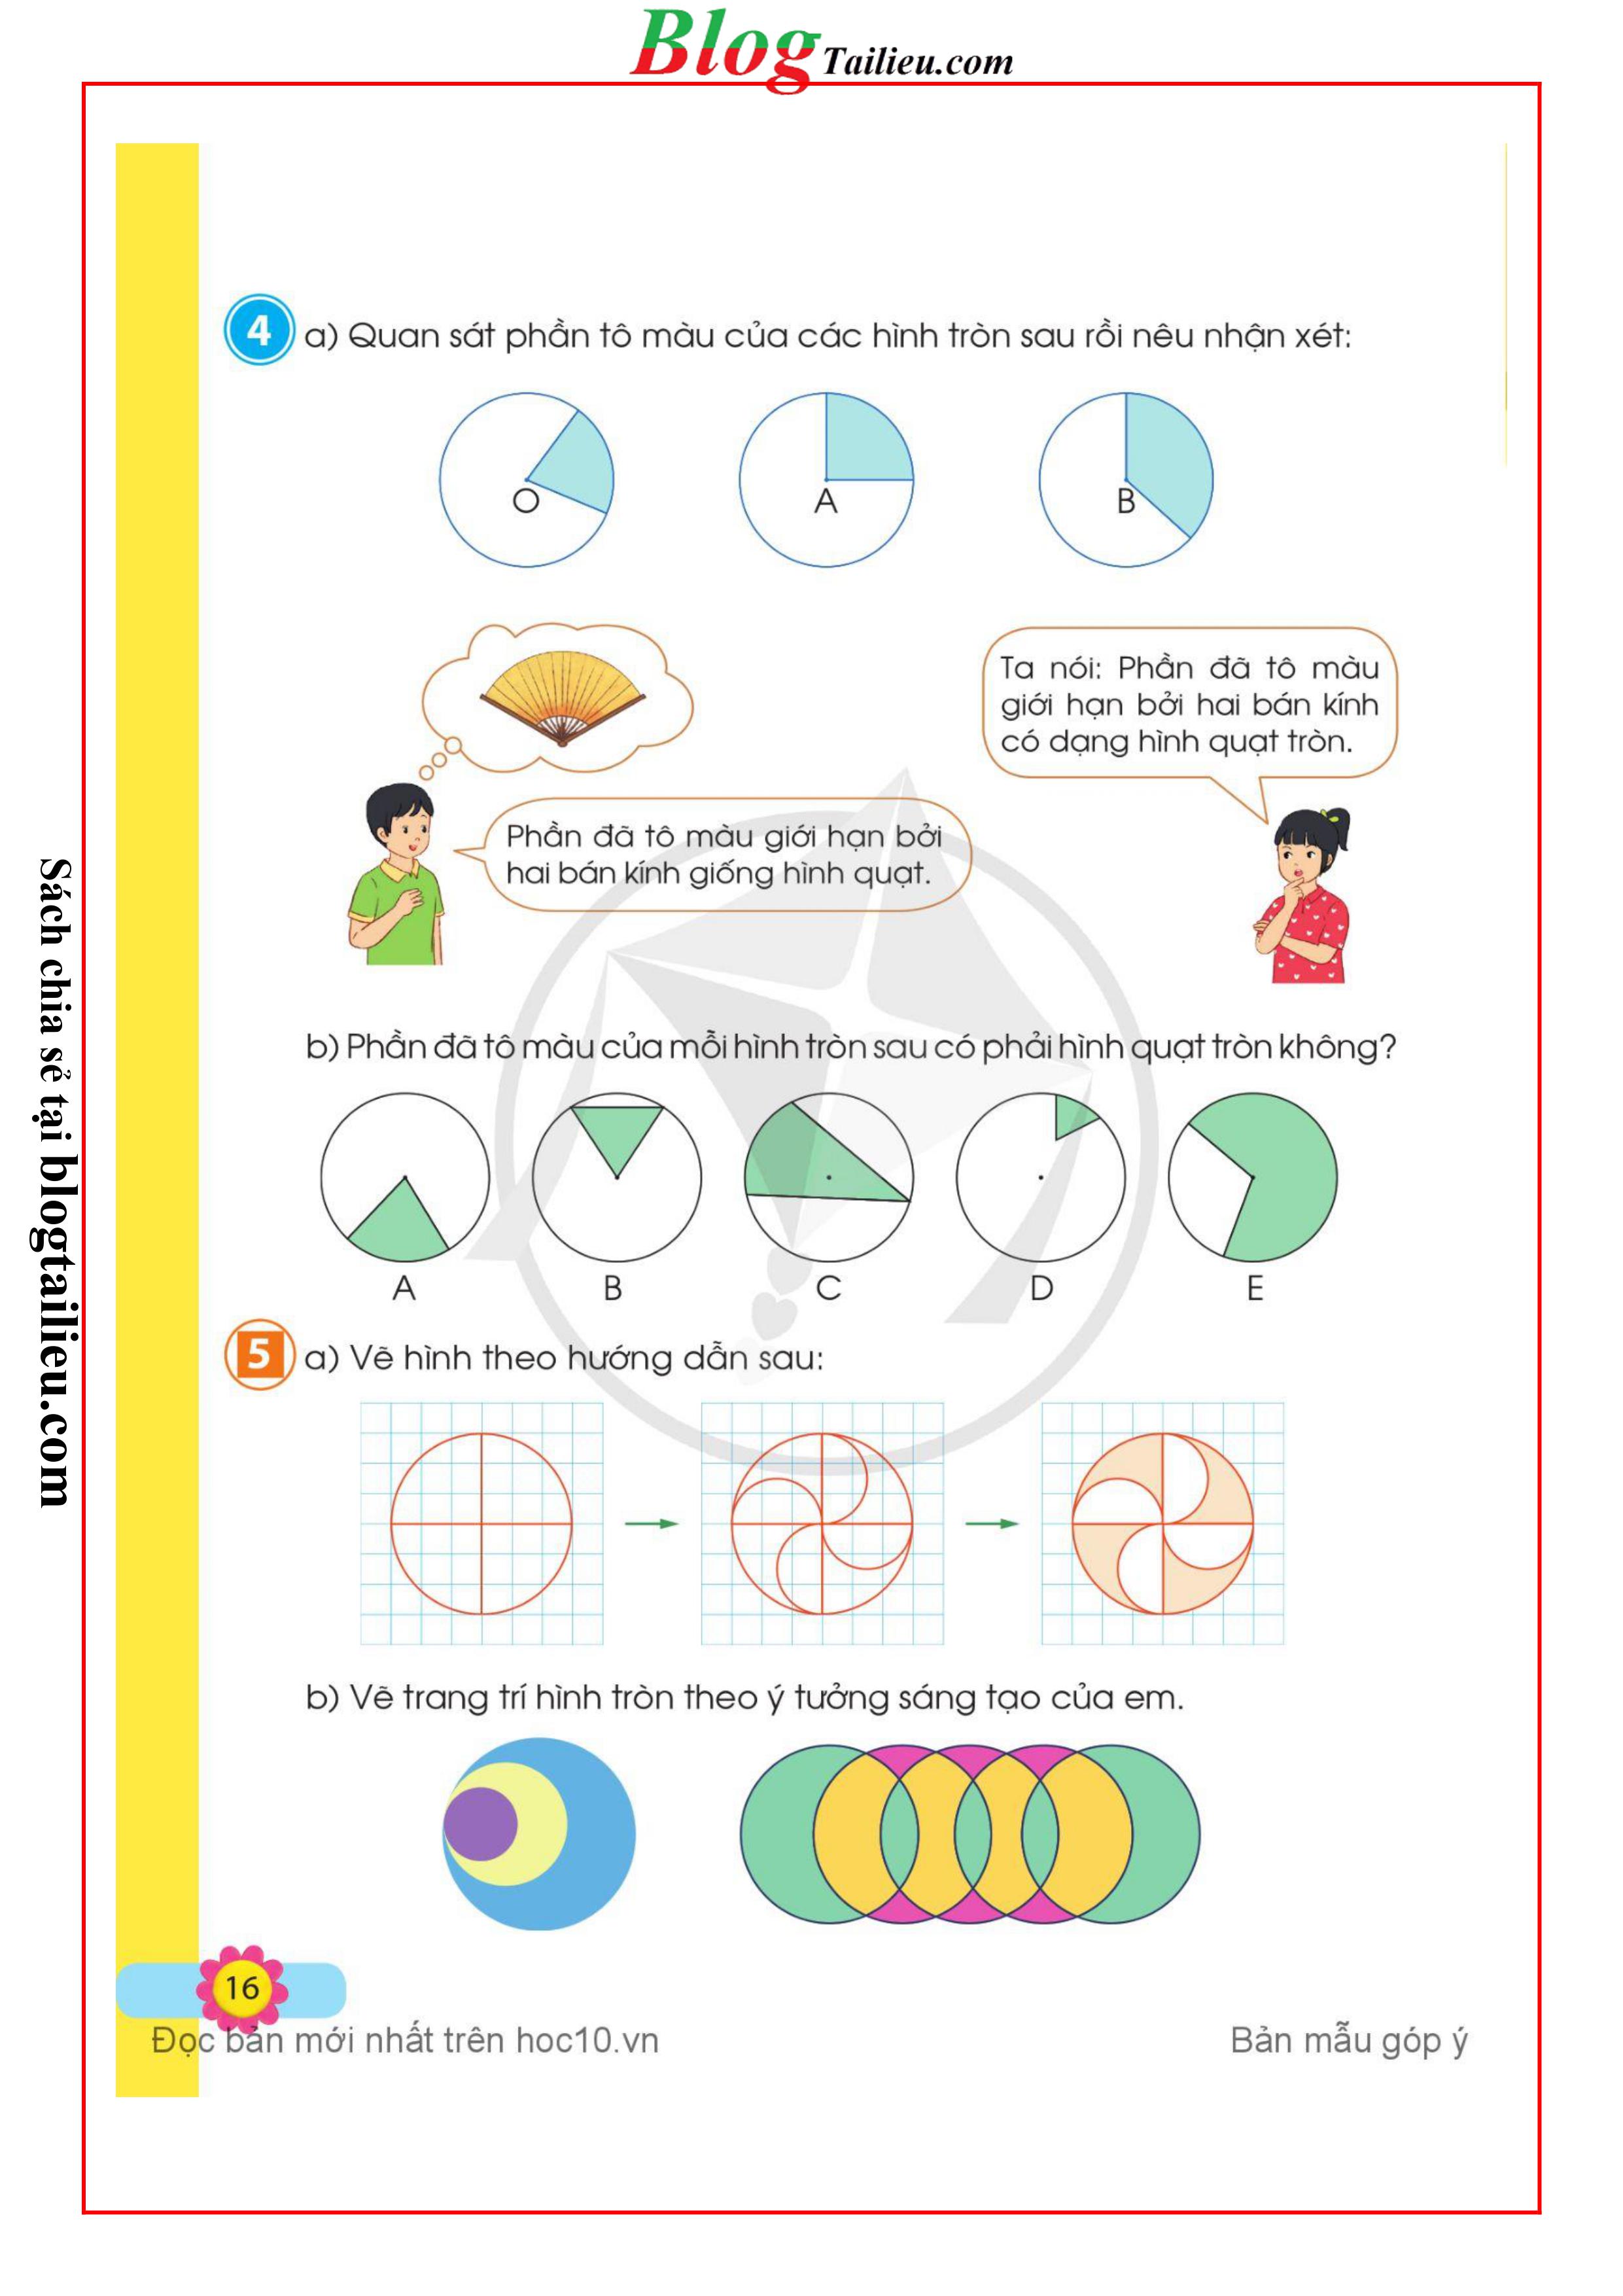 Blog Tailieu.com
4 a) Quan sát phần tô màu của các hình tròn sau rồi nêu nhận xét:
O
A
B
Ta nói: Phần đã tô màu
giới hạn bởi hai bán kính
có dạng hình quạt tròn.
Phần đã tô màu giới hạn bởi
hai bán kính giống hình quạt.
b) Phần đã tô màu của mỗi hình tròn sau có phải hình quạt tròn không?
A
B
C
D
E
5 a) Vẽ hình theo hướng dẫn sau:
b) Vẽ trang trí hình tròn theo ý tưởng sáng tạo của em.
16
Đọc bản mới nhất trên hoc10.vn
Bản mẫu góp ý
Sách chia sẻ tại blogtailieu.com